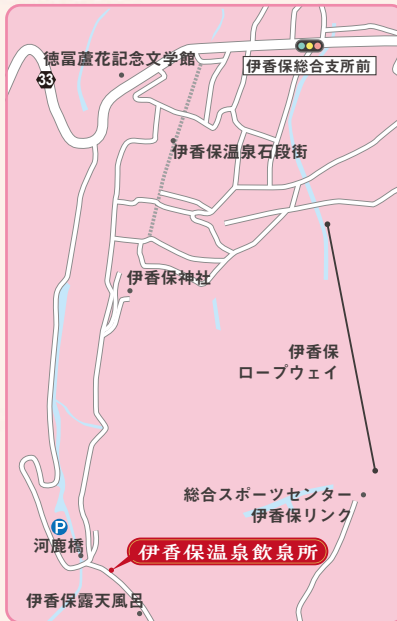 徳冨蘆花記念文学館
33
伊香保総合支所前
伊香保温泉石段街
伊香保神社
伊香保
ロープウェイ
総合スポーツセンター
伊香保リンク
P
河鹿橋
伊香保温泉飲泉所
伊香保露天風呂